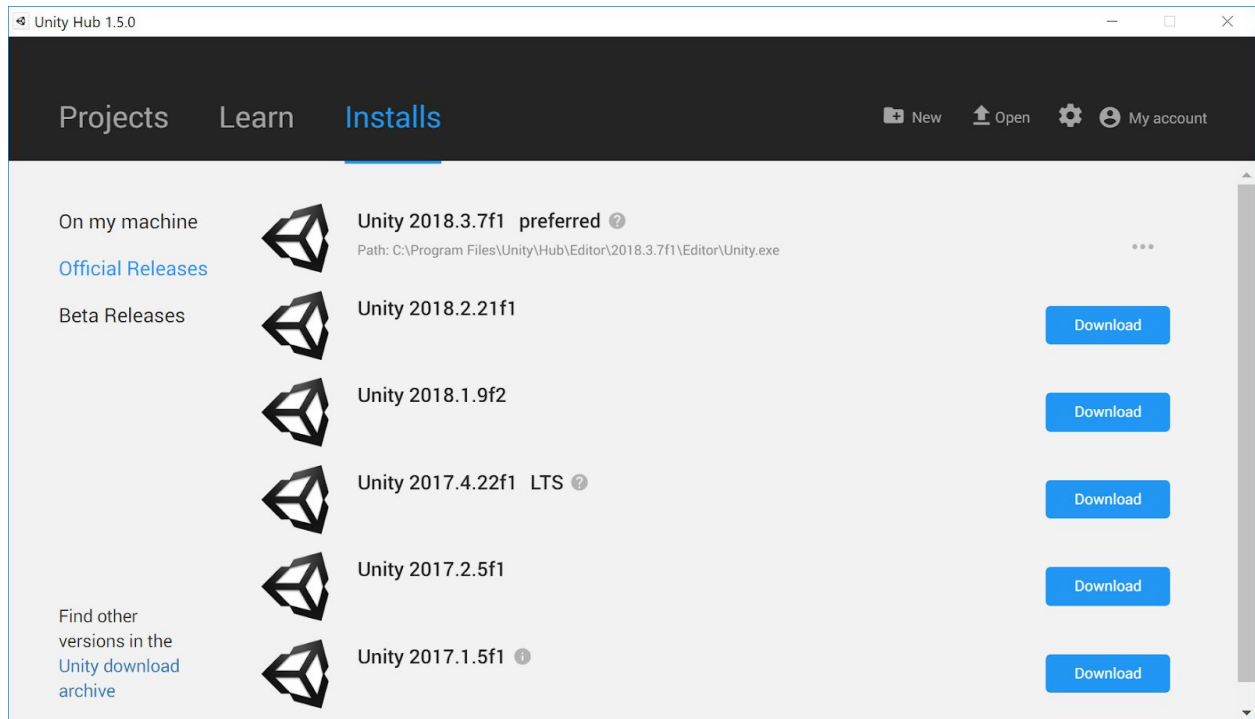 Unity Hub 1.5.0
Projects Learn Installs New Open My account
On my machine
Official Releases
Beta Releases
Find other
versions in the
Unity download
archive
Unity 2018.3.7f1 preferred ?
Path: C:\Program Files\Unity\Hub\Editor\2018.3.7f1\Editor\Unity.exe
Unity 2018.2.21f1
Download
Unity 2018.1.9f2
Download
Unity 2017.4.22f1 LTS ?
Download
Unity 2017.2.5f1
Download
Unity 2017.1.5f1 i
Download